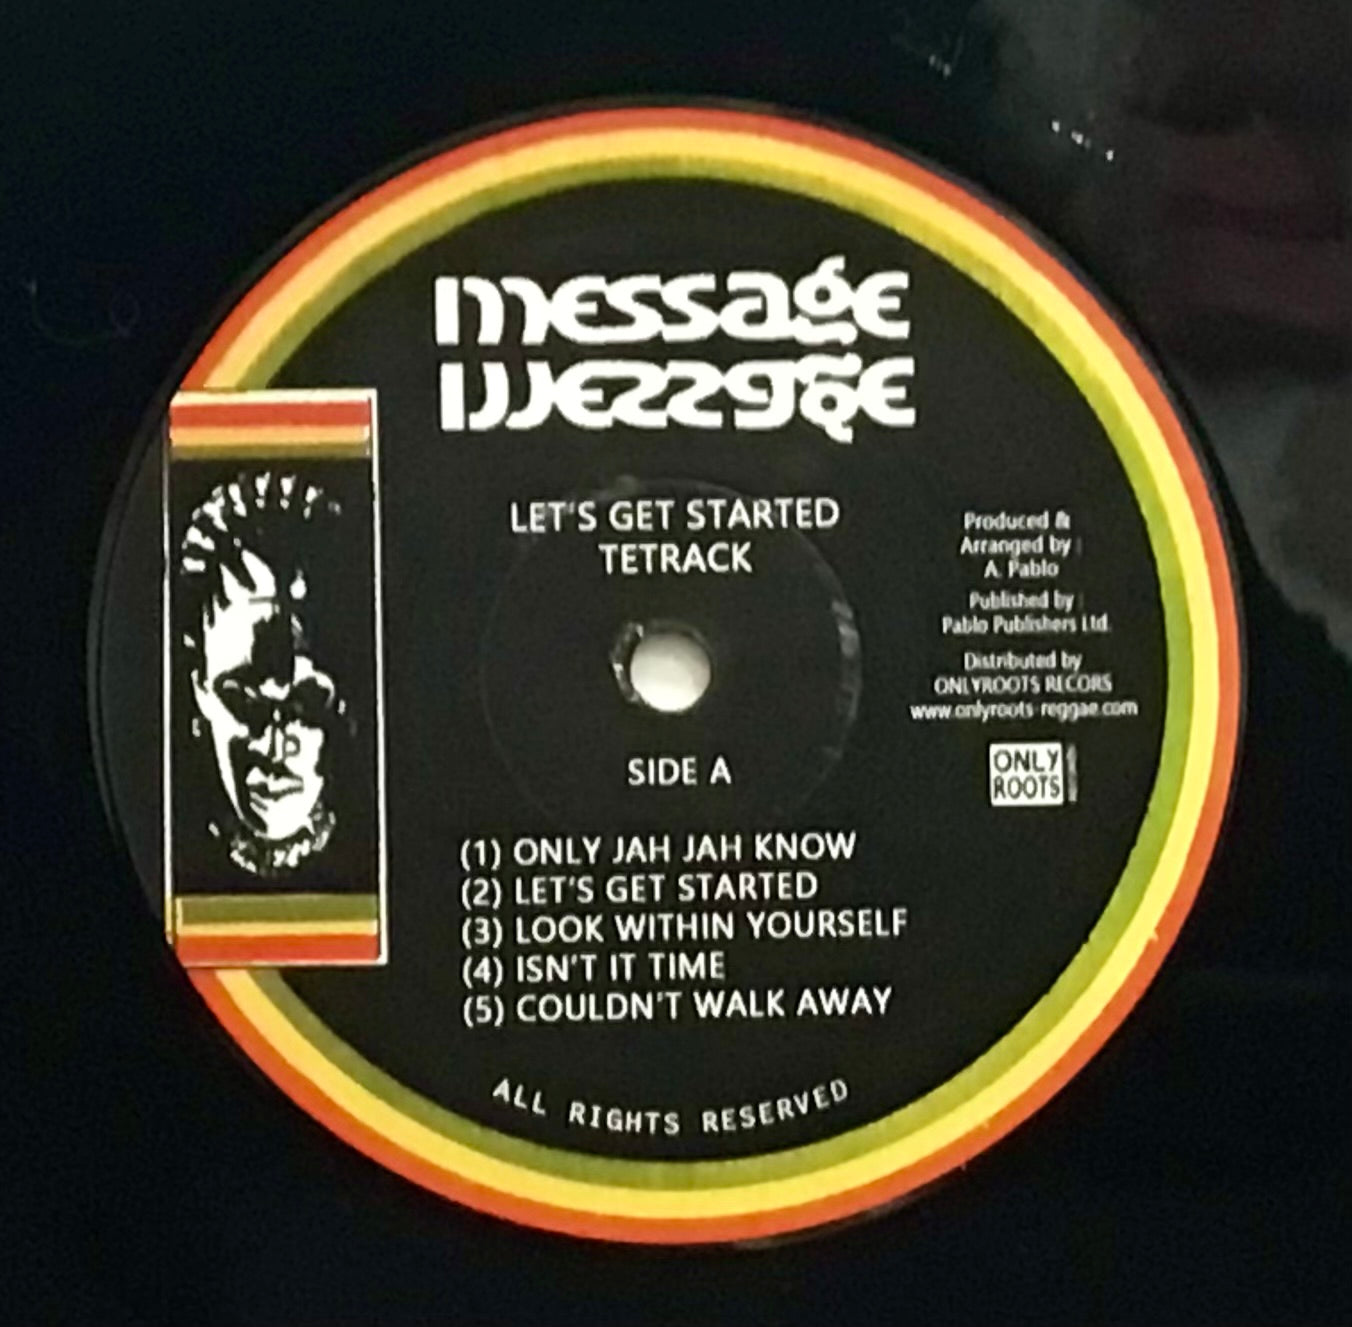 message
LET'S GET STARTED
TETRACK
Produced &
Arranged by :
A. Pablo
Published by :
Pablo Publishers Ltd.
Distributed by
ONLYROOTS RECORS
www.onlyroots-reggae.com
ONLY
ROOTS
SIDE A
(1) ONLY JAH JAH KNOW
(2) LET'S GET STARTED
(3) LOOK WITHIN YOURSELF
(4) ISN'T IT TIME
(5) COULDN'T WALK AWAY
ALL RIGHTS RESERVED